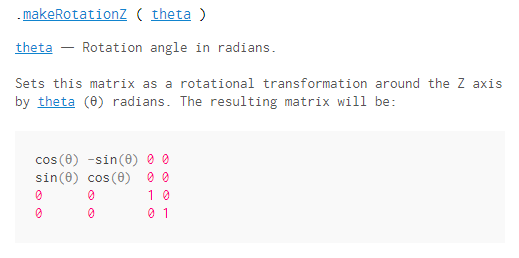 .makeRotationZ ( theta )
theta — Rotation angle in radians.
Sets this matrix as a rotational transformation around the Z axis
by theta (θ) radians. The resulting matrix will be:
cos(θ) -sin(θ) 0 0
sin(θ) cos(θ) 0 0
0 0 1 0
0 0 0 1